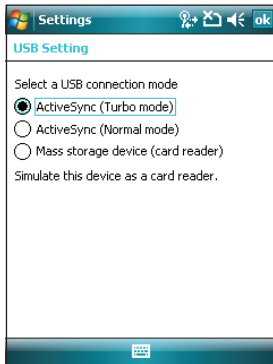 Settings
ok
USB Setting
Select a USB connection mode
ActiveSync (Turbo mode)
ActiveSync (Normal mode)
Mass storage device (card reader)
Simulate this device as a card reader.